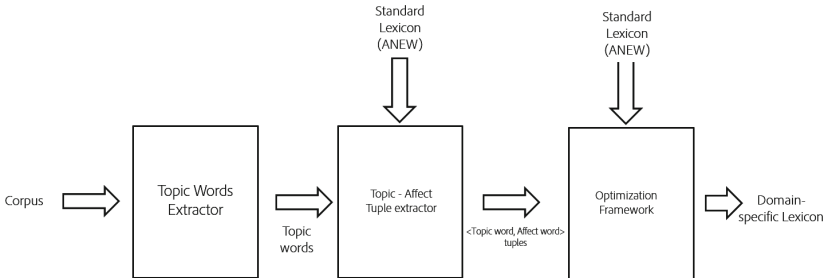 Standard
Lexicon
(ANEW)
Standard
Lexicon
(ANEW)
Corpus
Topic Words
Extractor
Topic
words
Topic - Affect
Tuple extractor
<Topic word, Affect word>
tuples
Optimization
Framework
Domain-
specific Lexicon